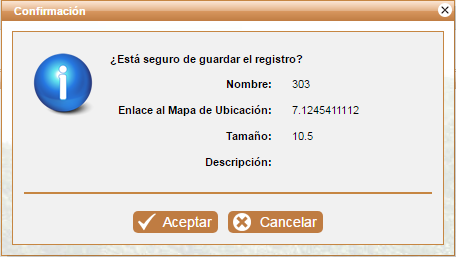 Confirmación
¿Está seguro de guardar el registro?
Nombre: 303
Enlace al Mapa de Ubicación: 7.1245411112
Tamaño: 10.5
Descripción:
Aceptar Cancelar